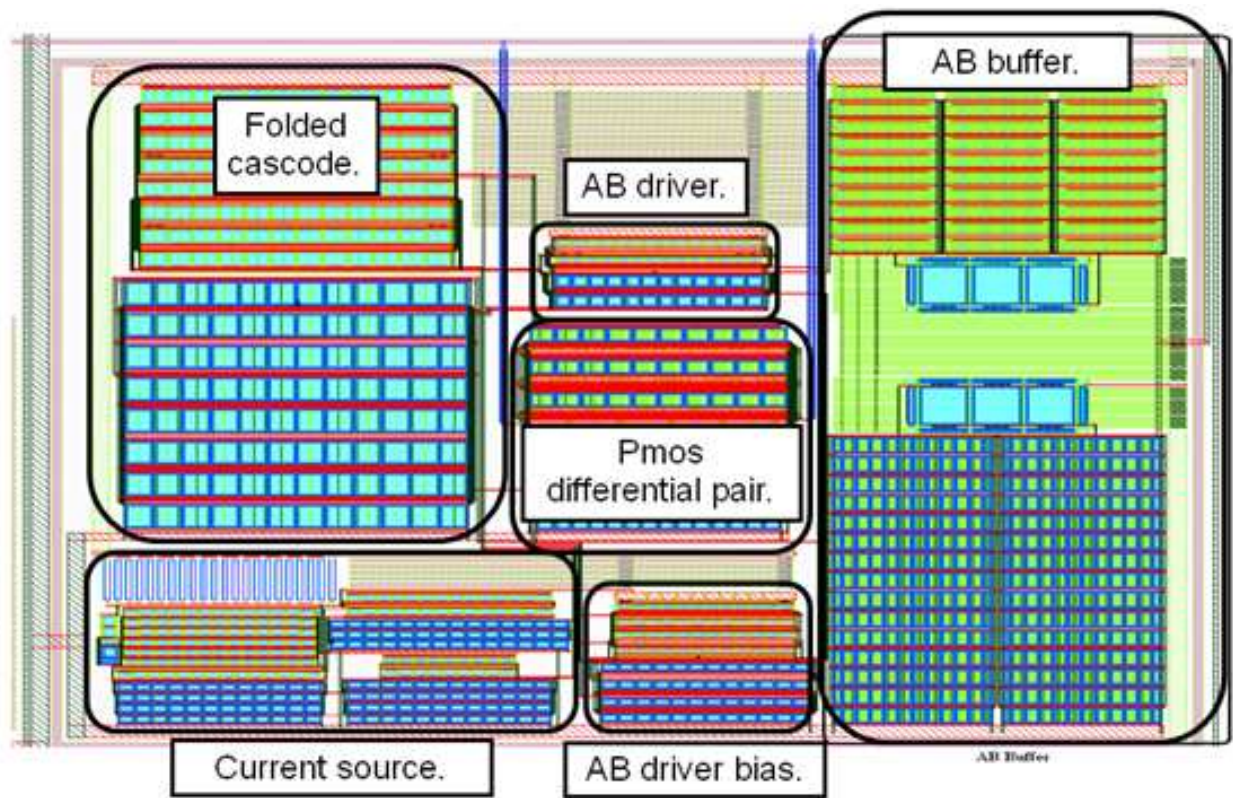 AB buffer.
Folded
cascode.
AB driver.
Pmos
differential pair.
Current source.
AB driver bias.
AB Buffer